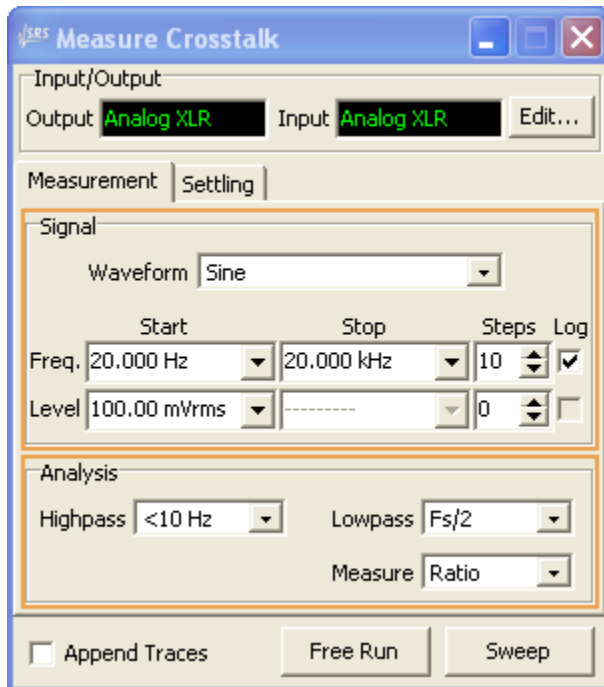 SRS Measure Crosstalk
Input/Output
Output Analog XLR Input Analog XLR Edit...
Measurement Settling
Signal
Waveform Sine
Start Stop Steps Log
Freq. 20.000 Hz 20.000 kHz 10
Level 100.00 mVrms --------- 0
Analysis
Highpass <10 Hz Lowpass Fs/2
Measure Ratio
Append Traces Free Run Sweep